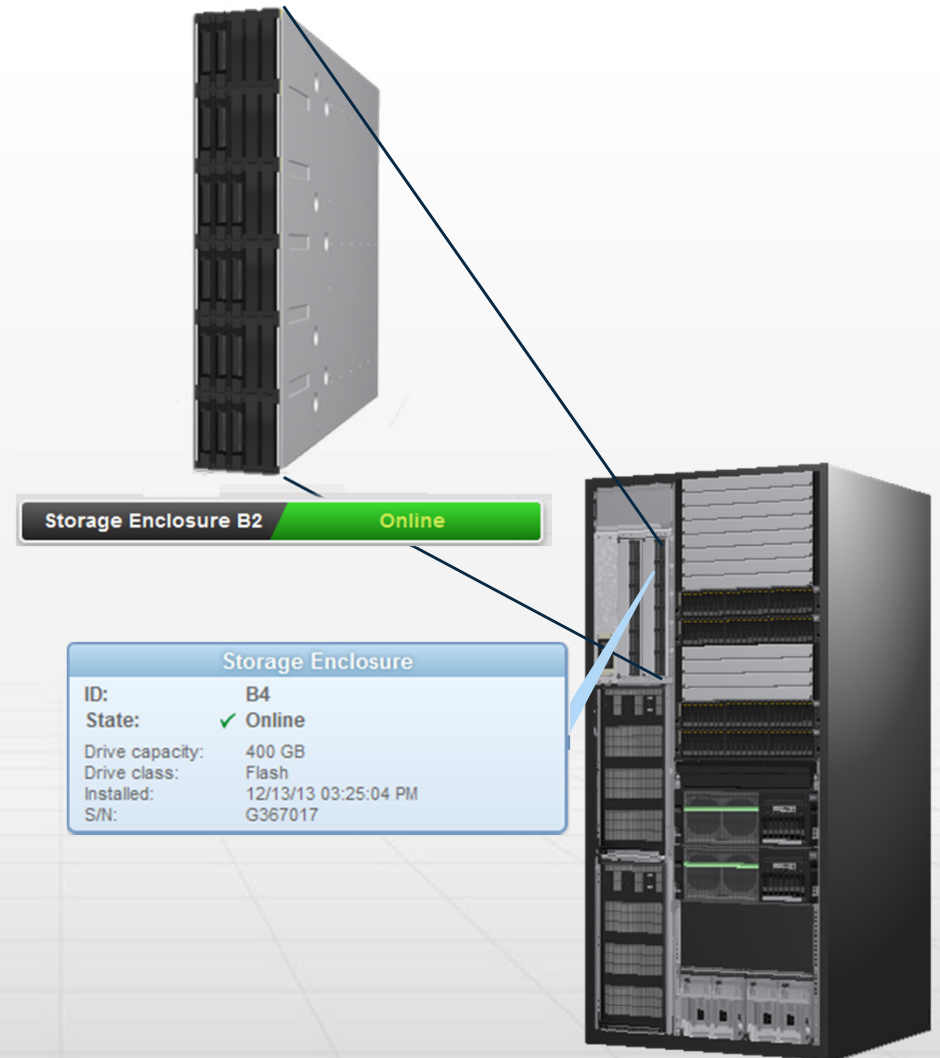 Storage Enclosure B2 Online
Storage Enclosure
ID: B4
State: ✓ Online
Drive capacity: 400 GB
Drive class: Flash
Installed: 12/13/13 03:25:04 PM
S/N: G367017